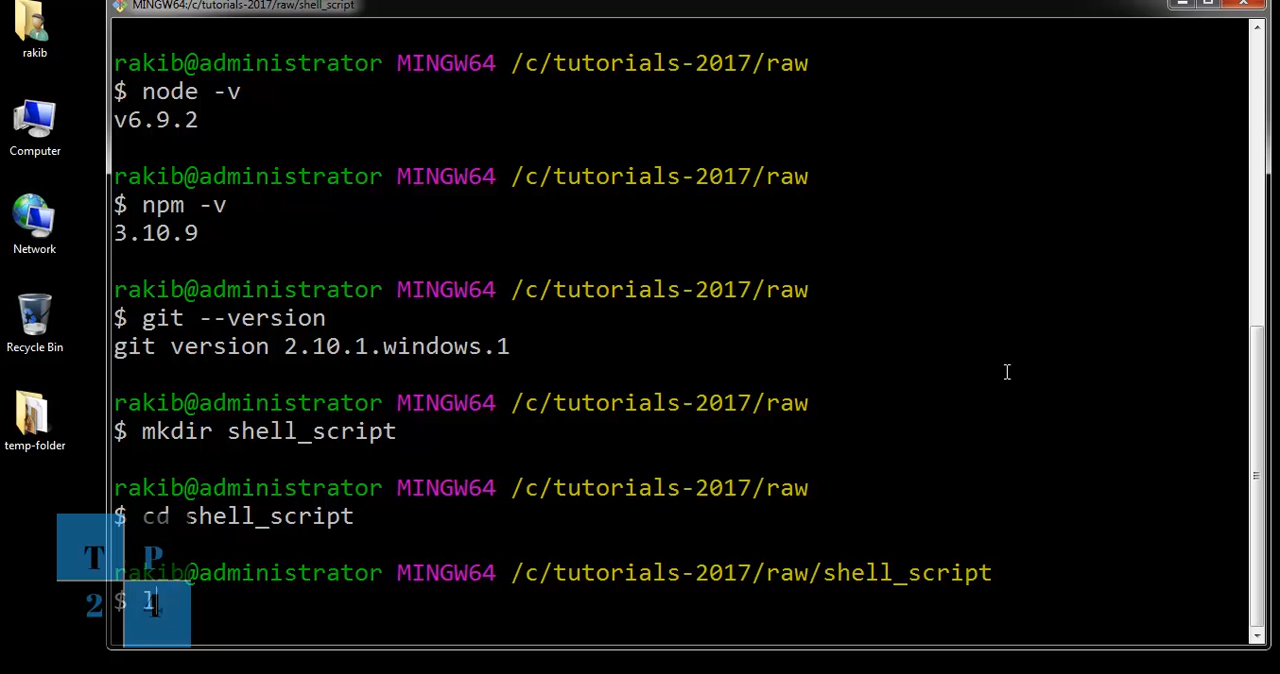 MINGW64:/c/tutorials-2017/raw/shell_script
rakib
Computer
Network
Recycle Bin
temp-folder
rakib@administrator MINGW64 /c/tutorials-2017/raw
$ node -v
v6.9.2
rakib@administrator MINGW64 /c/tutorials-2017/raw
$ npm -v
3.10.9
rakib@administrator MINGW64 /c/tutorials-2017/raw
$ git --version
git version 2.10.1.windows.1
rakib@administrator MINGW64 /c/tutorials-2017/raw
$ mkdir shell_script
rakib@administrator MINGW64 /c/tutorials-2017/raw
$ cd shell_script
rakib@administrator MINGW64 /c/tutorials-2017/raw/shell_script
$ l
T P
2 4